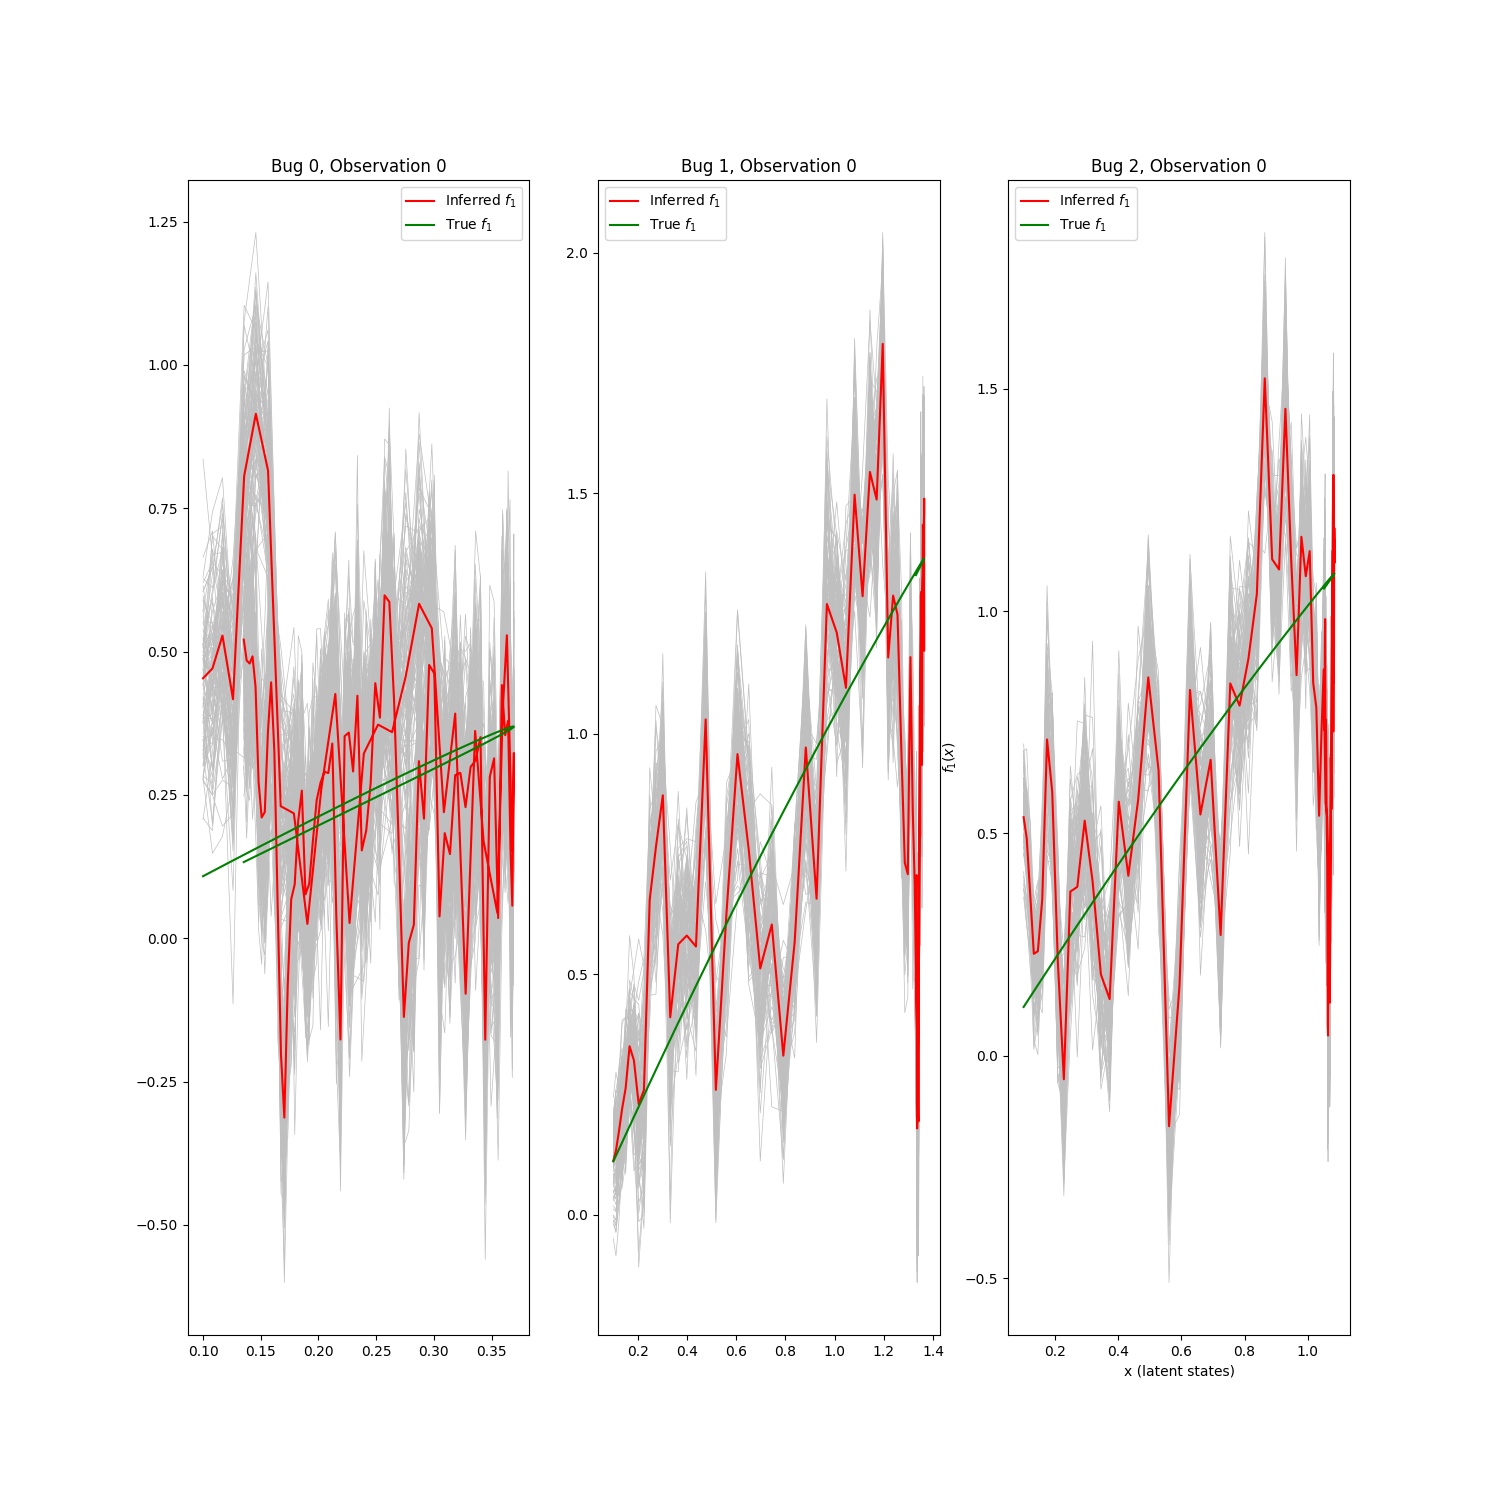 Bug 0, Observation 0
Inferred f₁
True f₁
1.25
1.00
0.75
0.50
0.25
0.00
−0.25
−0.50
0.10 0.15 0.20 0.25 0.30 0.35
Bug 1, Observation 0
Inferred f₁
True f₁
2.0
1.5
1.0
0.5
0.0
0.2 0.4 0.6 0.8 1.0 1.2 1.4
Bug 2, Observation 0
Inferred f₁
True f₁
f₁(x)
1.5
1.0
0.5
0.0
−0.5
0.2 0.4 0.6 0.8 1.0
x (latent states)